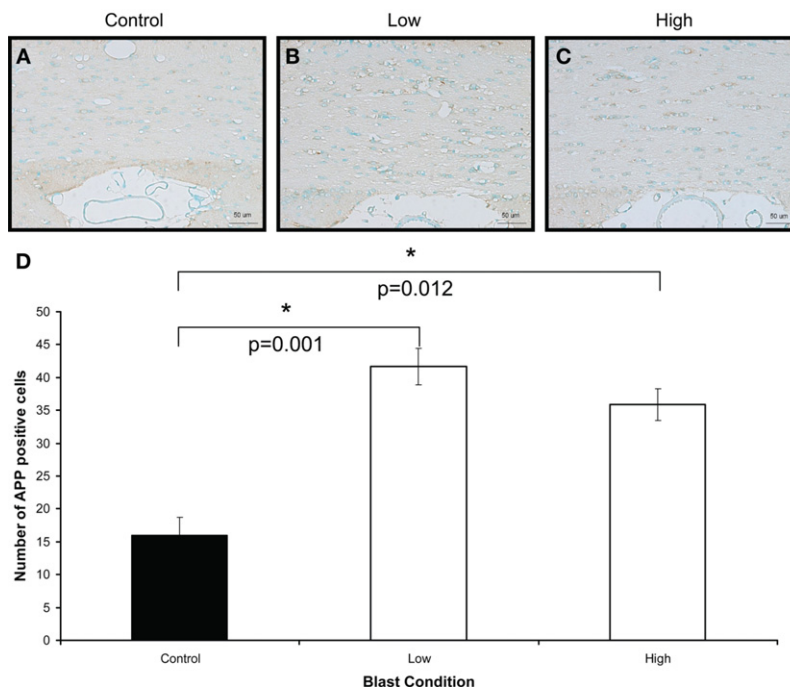 Control Low High
A B C
50 um 50 um 50 um
D
*
p=0.012
*
p=0.001
50
45
40
35
30
25
20
15
10
5
0
Number of APP positive cells
Control Low High
Blast Condition